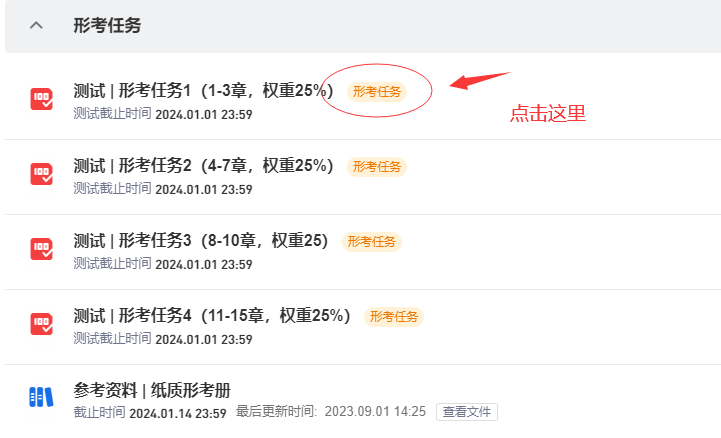 形考任务
测试 | 形考任务1（1-3章，权重25%） 形考任务
测试截止时间 2024.01.01 23:59
点击这里
测试 | 形考任务2（4-7章，权重25%） 形考任务
测试截止时间 2024.01.01 23:59
测试 | 形考任务3（8-10章，权重25） 形考任务
测试截止时间 2024.01.01 23:59
测试 | 形考任务4（11-15章，权重25%） 形考任务
测试截止时间 2024.01.01 23:59
参考资料 | 纸质形考册
截止时间 2024.01.14 23:59 最后更新时间: 2023.09.01 14:25 查看文件